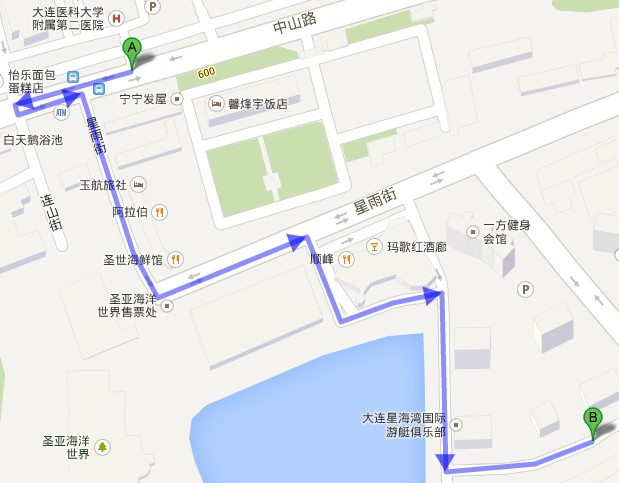 大连医科大学
附属第二医院
H
P
中山路
A
怡乐面包
蛋糕店
600
宁宁发屋
馨烽宇饭店
ATM
星雨街
白天鹅浴池
玉航旅社
连山街
阿拉伯
星雨街
一方健身
会馆
圣世海鲜馆
顺峰
玛歌红酒廊
圣亚海洋
世界售票处
P
大连星海湾国际
游艇俱乐部
B
圣亚海洋
世界